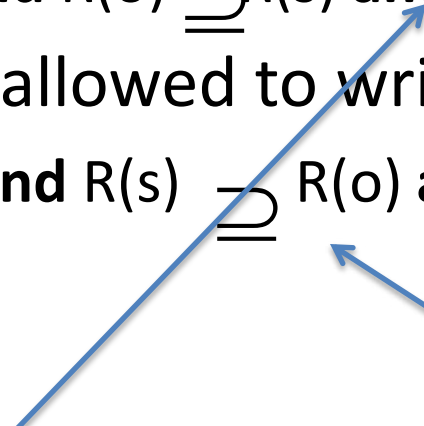 ⊇
allowed to wri
nd R(s) ⊇ R(o) a